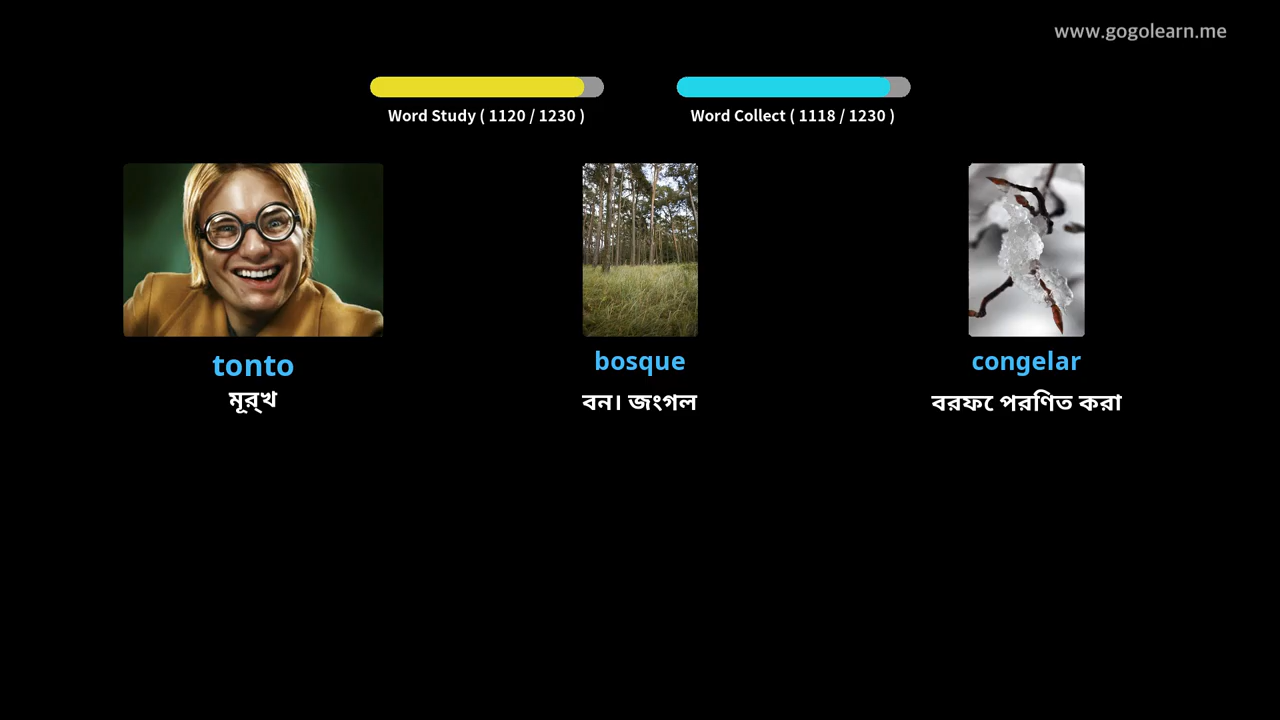 www.gogolearn.me
Word Study ( 1120 / 1230 )
Word Collect ( 1118 / 1230 )
tonto
মূর্খ
bosque
বন। জংগল
congelar
বরফে পরিণত করা